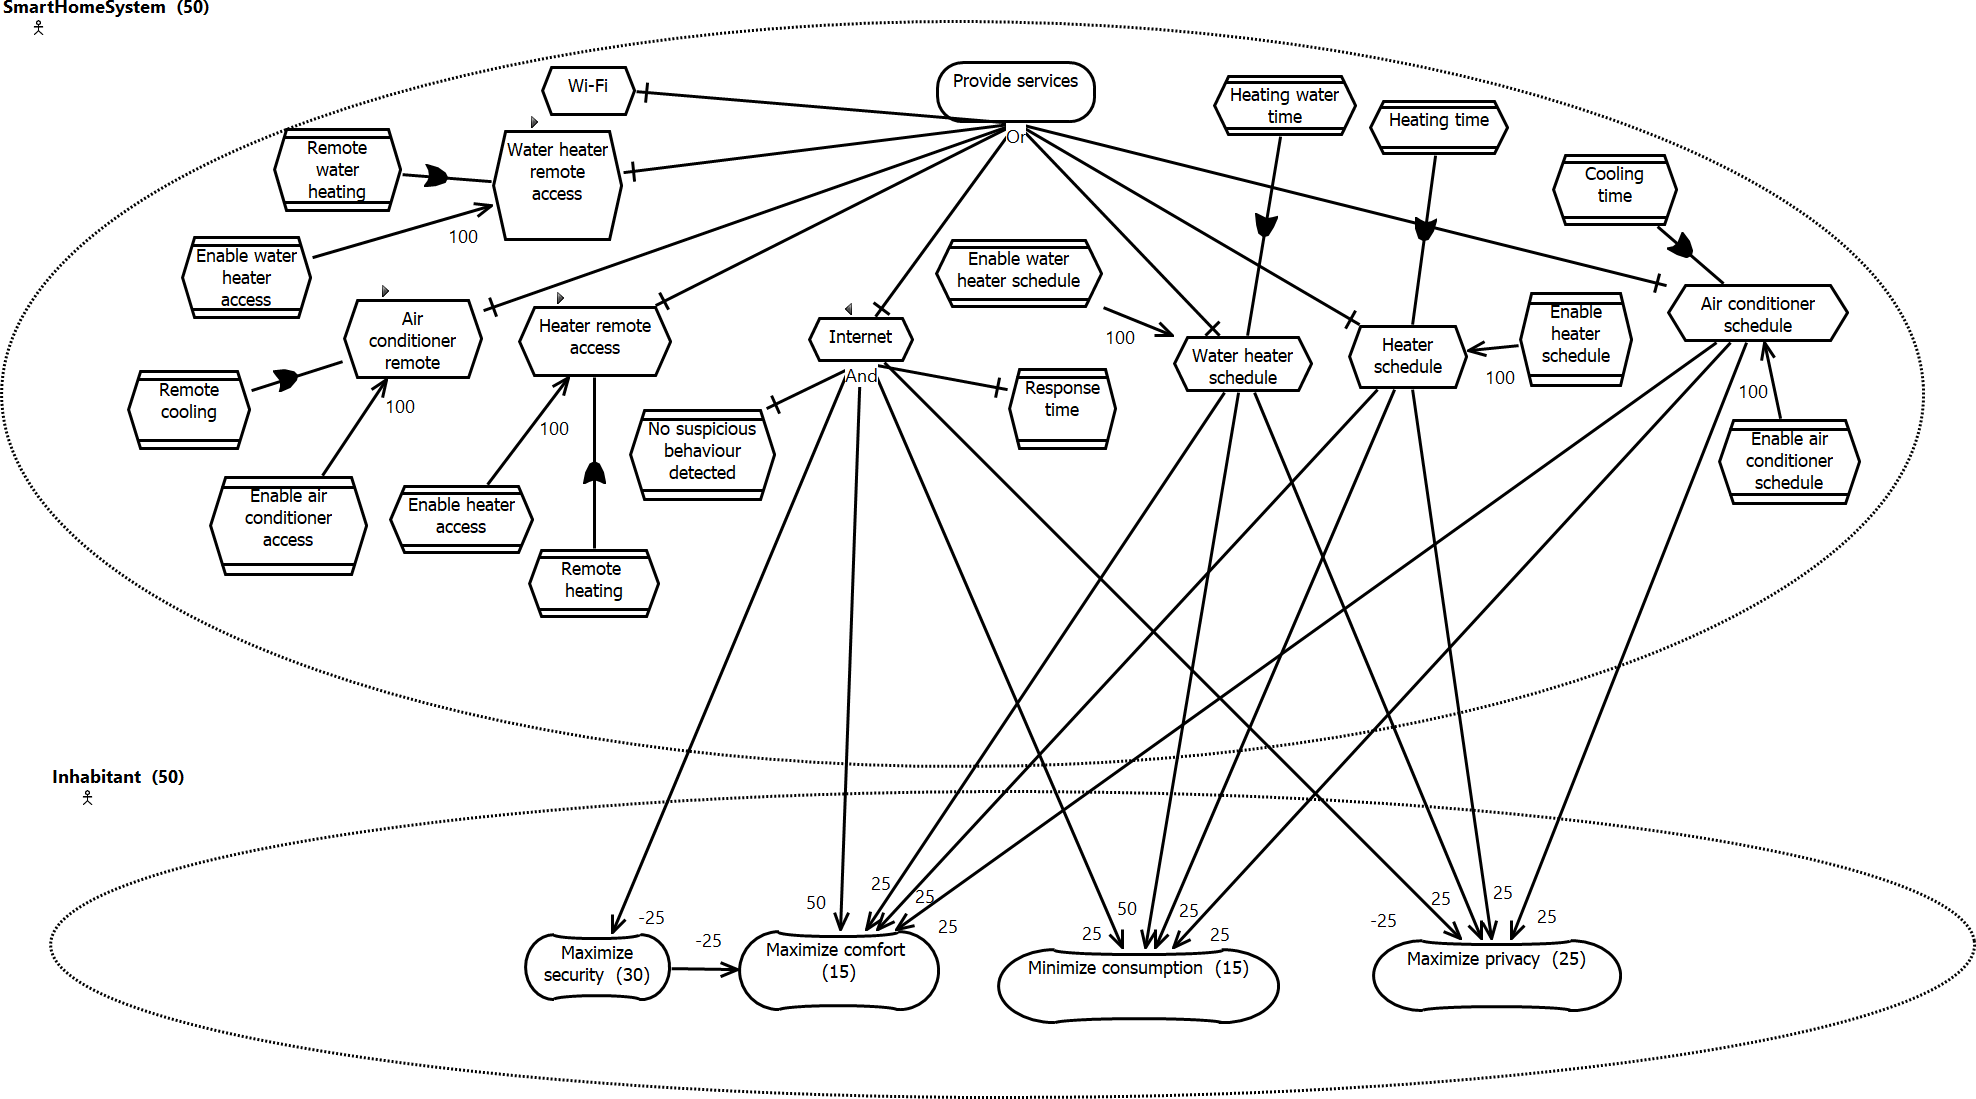 SmartHomeSystem (50)
Wi-Fi
Provide services
Or
Heating water
time
Heating time
Cooling
time
Remote
water
heating
Water heater
remote
access
100
Enable water
heater
access
Enable water
heater schedule
100
Air
conditioner
remote
Heater remote
access
Internet
And
Water heater
schedule
Heater
schedule
100
Enable
heater
schedule
Air conditioner
schedule
100
Remote
cooling
100
100
No suspicious
behaviour
detected
Response
time
Enable air
conditioner
schedule
Enable air
conditioner
access
Enable heater
access
Remote
heating
Inhabitant (50)
-25
-25
50
25
25
25
25
50
25
25
-25
25
25
25
Maximize
security (30)
Maximize comfort
(15)
Minimize consumption (15)
Maximize privacy (25)